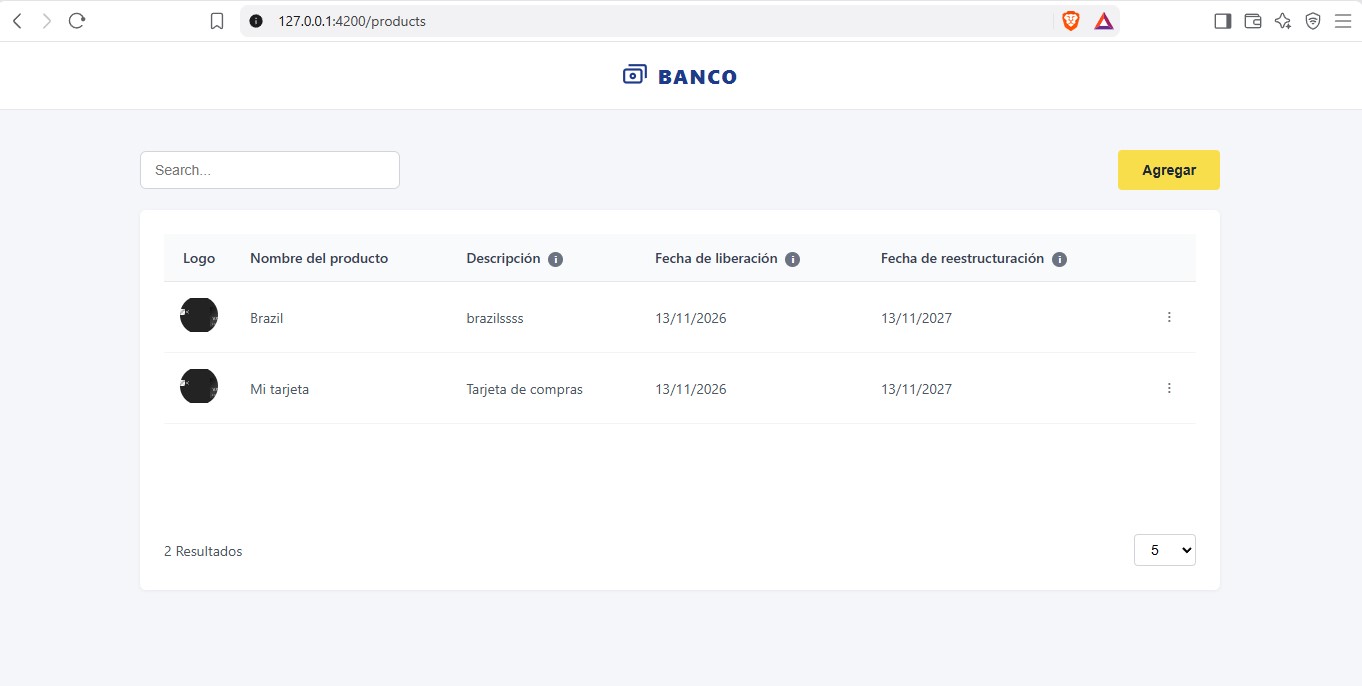 127.0.0.1:4200/products
BANCO
Search...
Agregar
Logo Nombre del producto Descripción i Fecha de liberación i Fecha de reestructuración i
Brazil brazilssss 13/11/2026 13/11/2027
Mi tarjeta Tarjeta de compras 13/11/2026 13/11/2027
2 Resultados 5